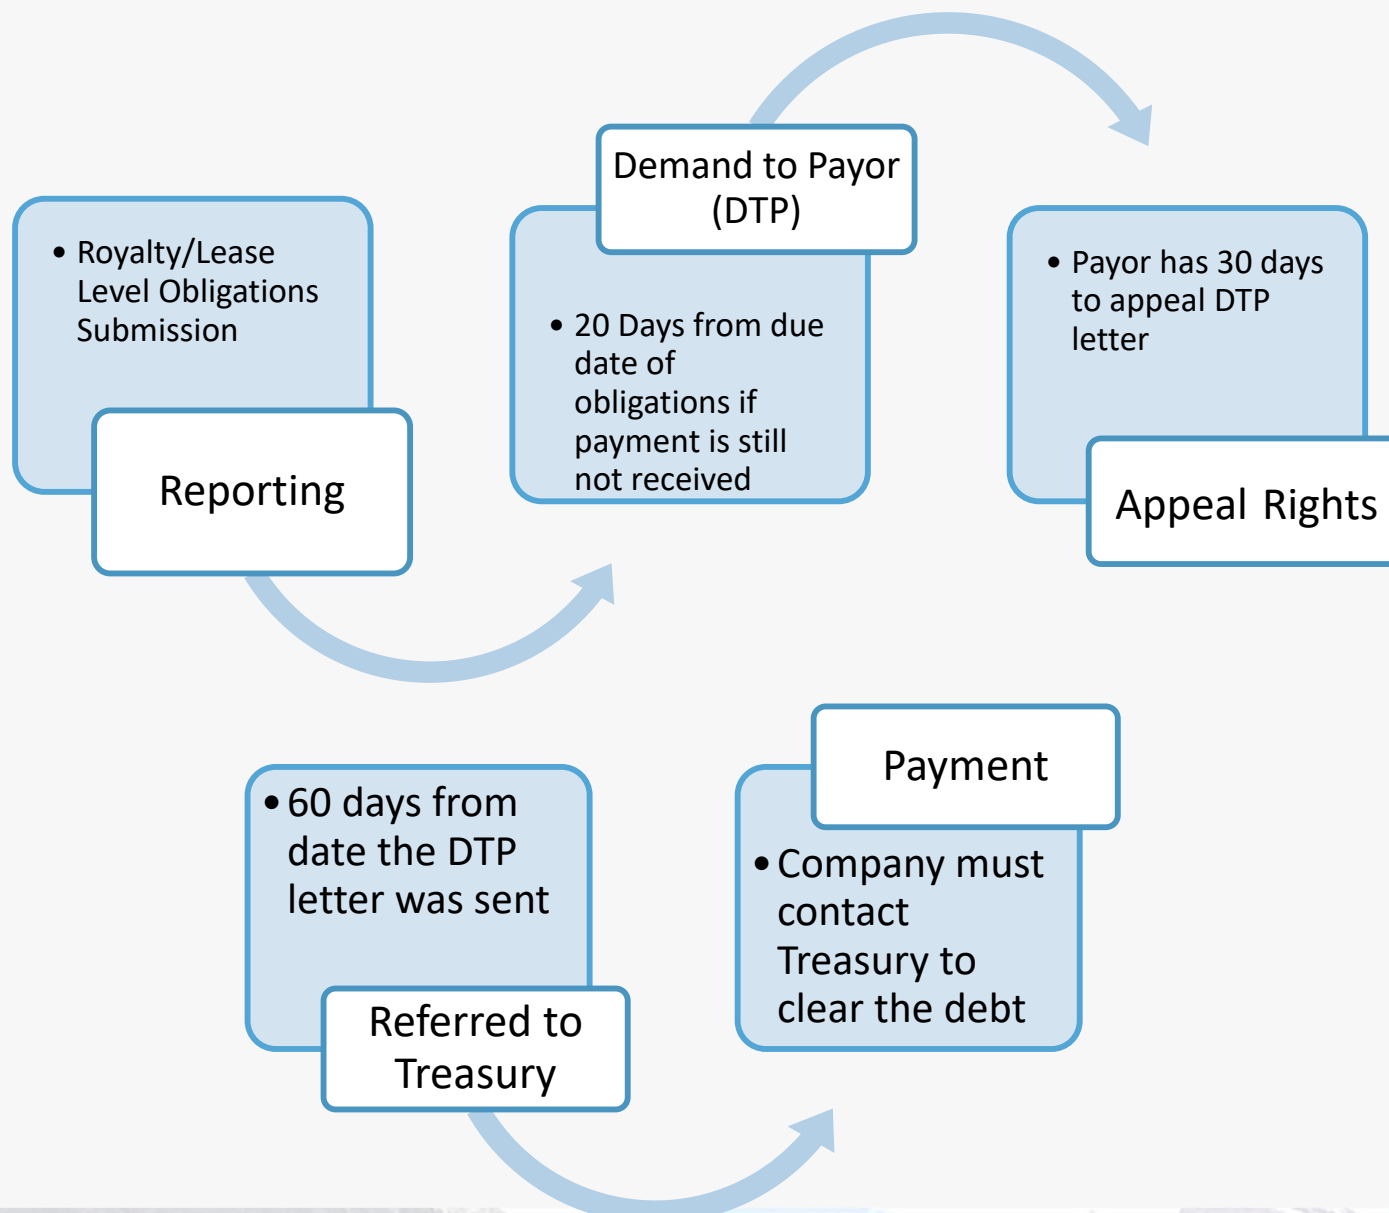 • Royalty/Lease
Level Obligations
Submission
Reporting
Demand to Payor
(DTP)
• 20 Days from due
date of
obligations if
payment is still
not received
• Payor has 30 days
to appeal DTP
letter
Appeal Rights
• 60 days from
date the DTP
letter was sent
Referred to
Treasury
Payment
• Company must
contact
Treasury to
clear the debt